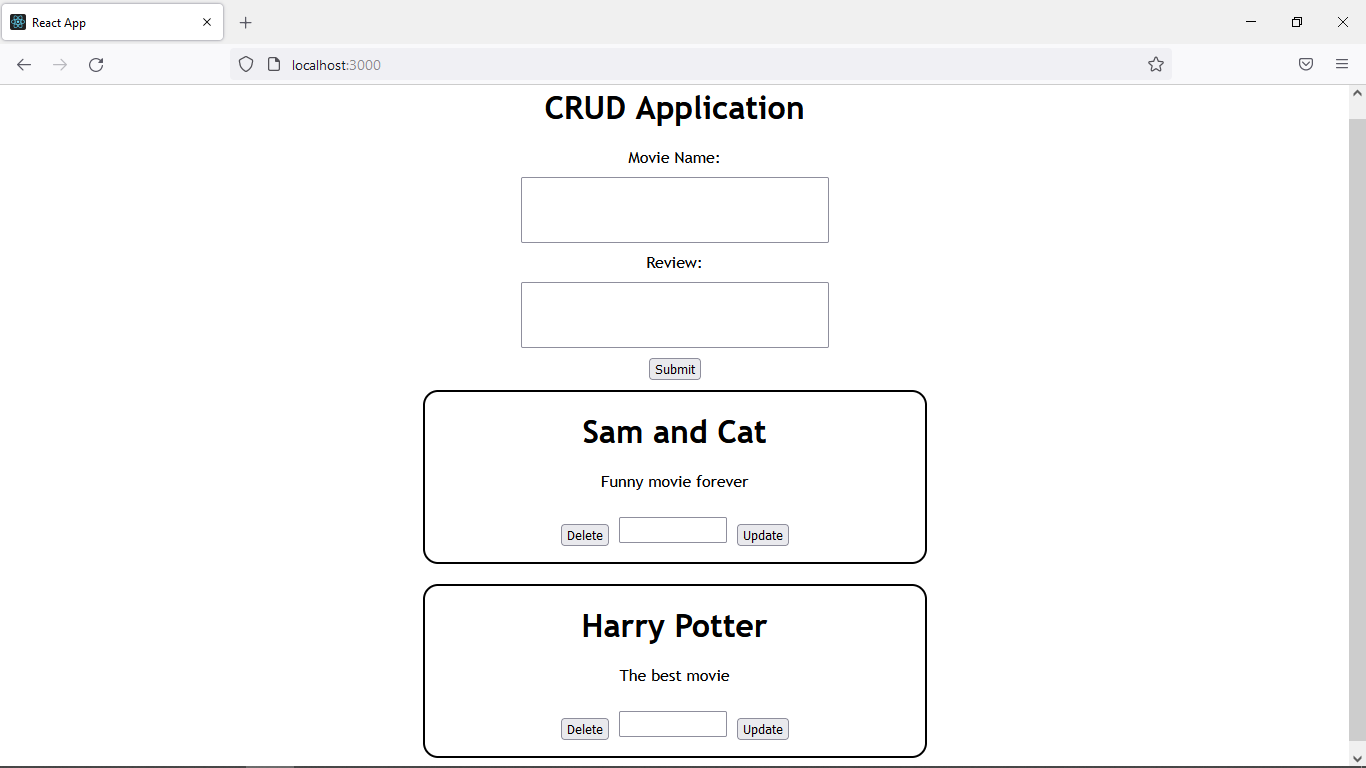 React App
localhost:3000
CRUD Application
Movie Name:
Review:
Submit
Sam and Cat
Funny movie forever
Delete Update
Harry Potter
The best movie
Delete Update